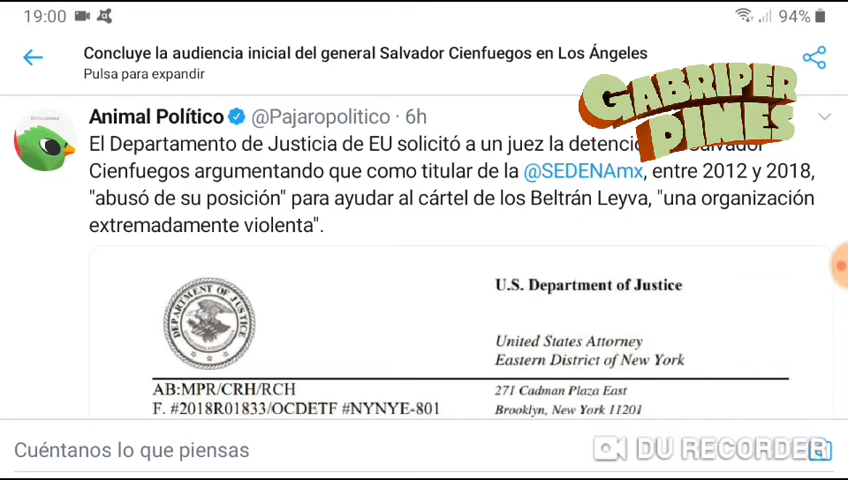 19:00 94%
Concluye la audiencia inicial del general Salvador Cienfuegos en Los Ángeles
Pulsa para expandir
GABRIPER
PINES
Animal Político @Pajaropolitico · 6h
El Departamento de Justicia de EU solicitó a un juez la
Cienfuegos argumentando que como titular de la @SEDENAmx, entre 2012 y 2018,
"abusó de su posición" para ayudar al cártel de los Beltrán Leyva, "una organización
extremadamente violenta".
DEPARTMENT OF JUSTICE
U.S. Department of Justice
United States Attorney
Eastern District of New York
AB:MPR/CRH/RCH
F. #2018R01833/OCDETF #NYNYE-801
271 Cadman Plaza East
Brooklyn, New York 11201
Cuéntanos lo que piensas
DU RECORDER